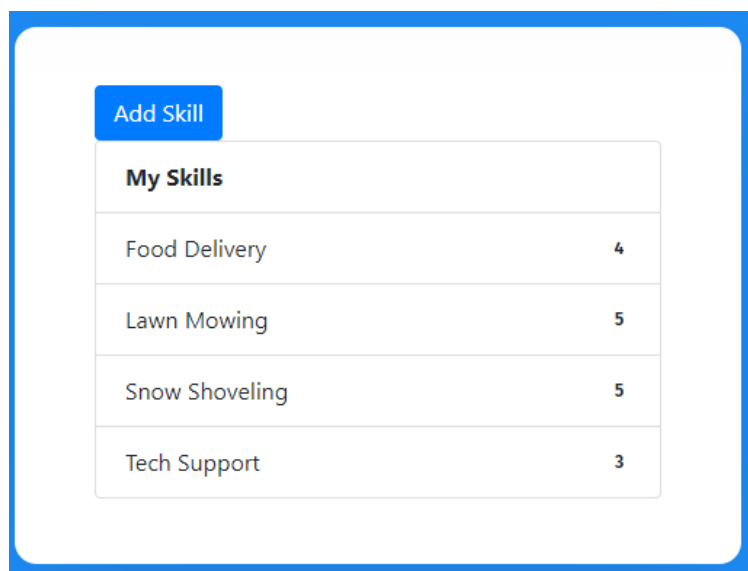 Add Skill
My Skills
Food Delivery 4
Lawn Mowing 5
Snow Shoveling 5
Tech Support 3